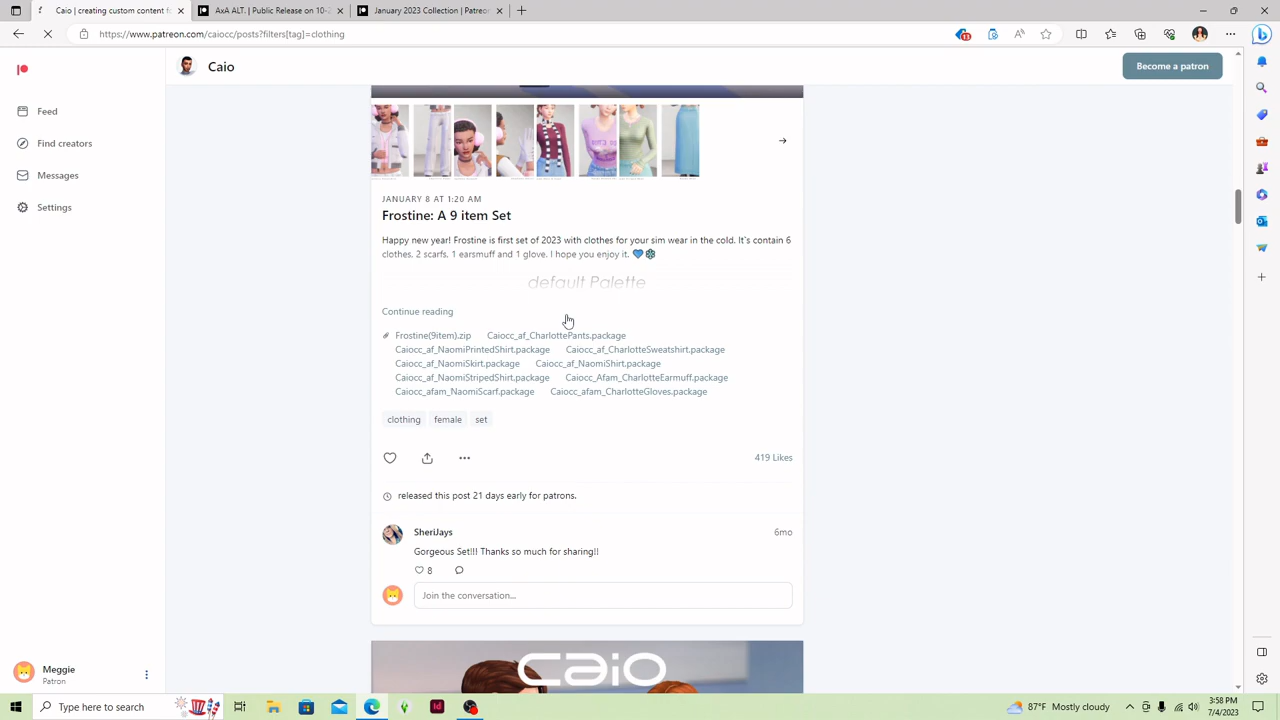 Caio | creating custom content fo
AxA ALT. | Public Release on 10-2
January 2023 Collection | Patreon
https://www.patreon.com/caiocc/posts?filters[tag]=clothing
13
Caio
Become a patron
Feed
Find creators
Messages
Settings
JANUARY 8 AT 1:20 AM
Frostine: A 9 item Set
Happy new year! Frostine is first set of 2023 with clothes for your sim wear in the cold. It's contain 6
clothes, 2 scarfs, 1 earsmuff and 1 glove. I hope you enjoy it. 💙❄️
default Palette
Continue reading
Frostine(9item).zip Caiocc_af_CharlottePants.package
Caiocc_af_NaomiPrintedShirt.package Caiocc_af_CharlotteSweatshirt.package
Caiocc_af_NaomiSkirt.package Caiocc_af_NaomiShirt.package
Caiocc_af_NaomiStripedShirt.package Caiocc_Afam_CharlotteEarmuff.package
Caiocc_afam_NaomiScarf.package Caiocc_afam_CharlotteGloves.package
clothing female set
419 Likes
released this post 21 days early for patrons.
SheriJays
6mo
Gorgeous Set!!! Thanks so much for sharing!!
8
Join the conversation...
caio
Meggie
Patron
Type here to search
87°F Mostly cloudy
3:58 PM
7/4/2023